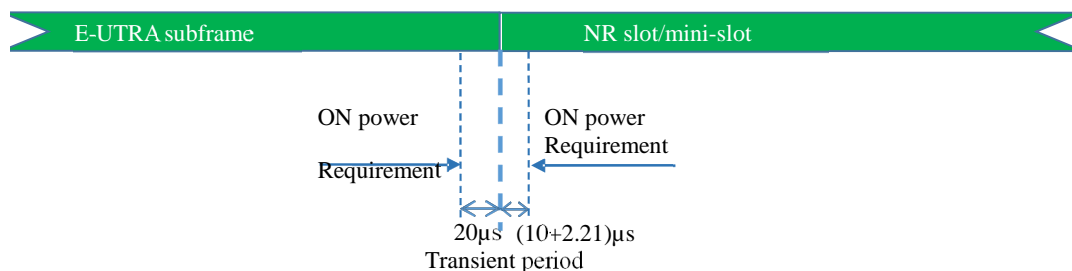 E-UTRA subframe
NR slot/mini-slot
ON power
Requirement
ON power
Requirement
20μs
(10+2.21)μs
Transient period